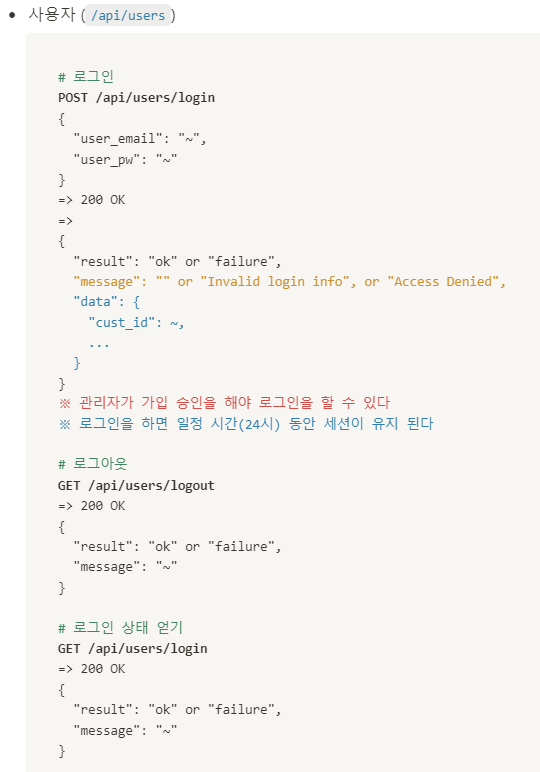 • 사용자 (/api/users)
# 로그인
POST /api/users/login
{
  "user_email": "~",
  "user_pw": "~"
}
=> 200 OK
=>
{
  "result": "ok" or "failure",
  "message": "" or "Invalid login info", or "Access Denied",
  "data": {
    "cust_id": ~,
    ...
  }
}
※ 관리자가 가입 승인을 해야 로그인을 할 수 있다
※ 로그인을 하면 일정 시간(24시) 동안 세션이 유지 된다
# 로그아웃
GET /api/users/logout
=> 200 OK
{
  "result": "ok" or "failure",
  "message": "~"
}
# 로그인 상태 얻기
GET /api/users/login
=> 200 OK
{
  "result": "ok" or "failure",
  "message": "~"
}